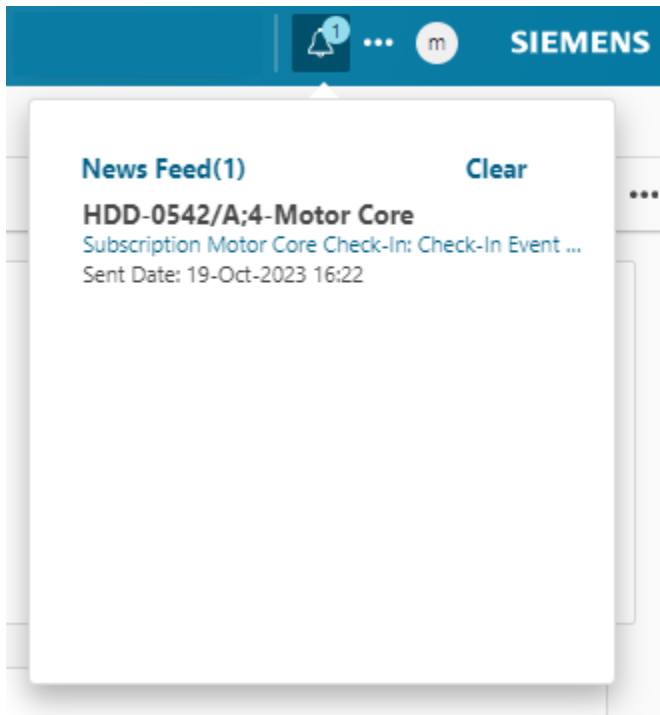 1
m
SIEMENS
News Feed(1) Clear
HDD-0542/A;4-Motor Core
Subscription Motor Core Check-In: Check-In Event ...
Sent Date: 19-Oct-2023 16:22